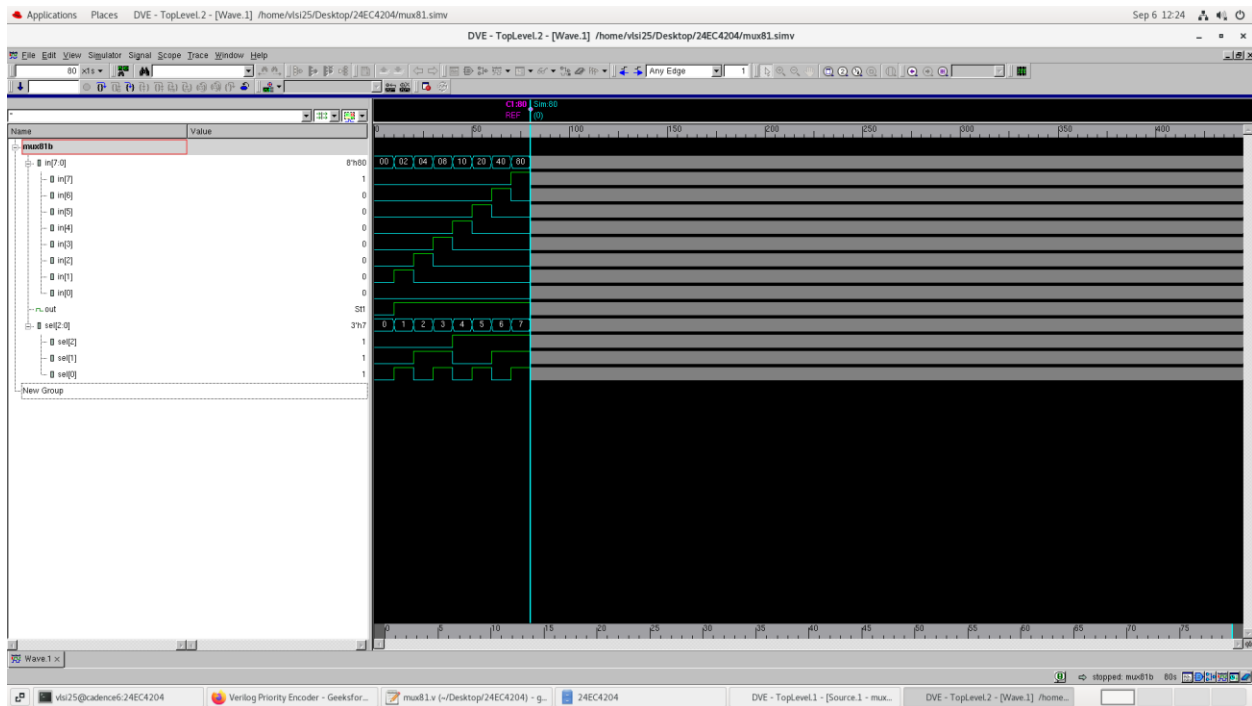 Applications Places DVE - TopLevel.2 - [Wave.1] /home/vlsi25/Desktop/24EC4204/mux81.simv Sep 6 12:24
DVE - TopLevel.2 - [Wave.1] /home/vlsi25/Desktop/24EC4204/mux81.simv
File Edit View Simulator Signal Scope Trace Window Help
80 x1s Any Edge 1
C1:80 Sim:80
REF (0)
*
Name Value 0 50 100 150 200 250 300 350 400
mux81b
in[7:0] 8'h80 00 02 04 08 10 20 40 80
in[7] 1
in[6] 0
in[5] 0
in[4] 0
in[3] 0
in[2] 0
in[1] 0
in[0] 0
out St1
sel[2:0] 3'h7 0 1 2 3 4 5 6 7
sel[2] 1
sel[1] 1
sel[0] 1
New Group
0 5 10 15 20 25 30 35 40 45 50 55 60 65 70 75
Wave.1 ×
stopped: mux81b 80s
vlsi25@cadence6:24EC4204 Verilog Priority Encoder - Geeksfor... mux81.v (~/Desktop/24EC4204) - g... 24EC4204 DVE - TopLevel.1 - [Source.1 - mux... DVE - TopLevel.2 - [Wave.1] /home...